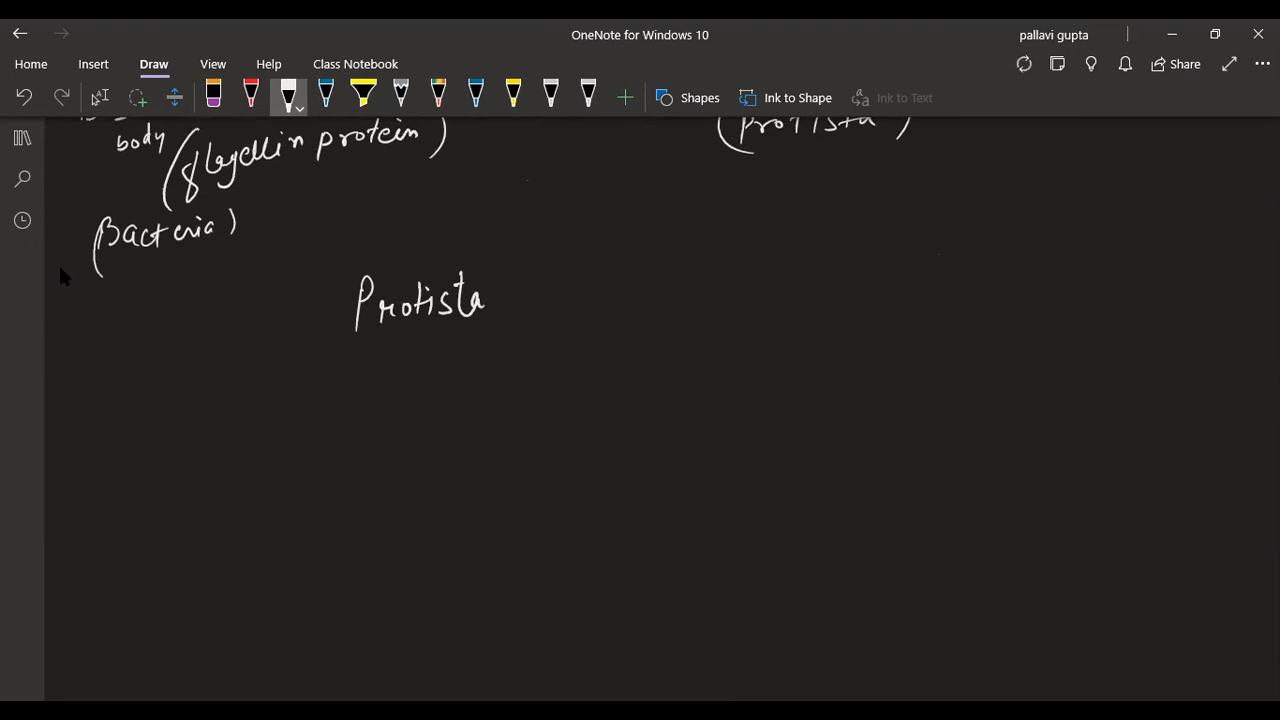 OneNote for Windows 10
pallavi gupta
Home Insert Draw View Help Class Notebook
Share
Shapes Ink to Shape Ink to Text
body (flagellin protein)
(Protista)
(Bacteria)
Protista